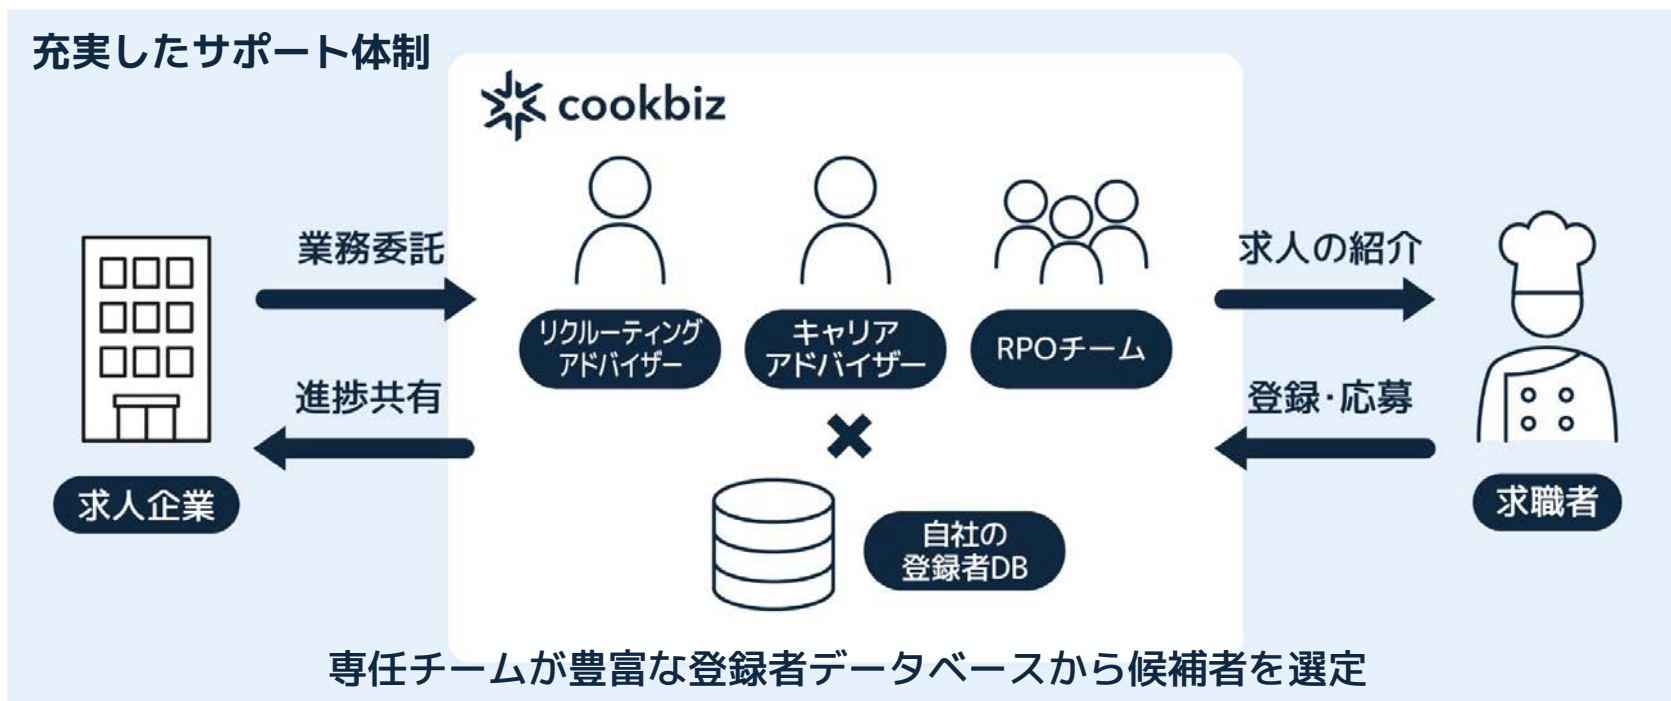 充実したサポート体制
cookbiz
業務委託
進捗共有
求人企業
リクルーティング
アドバイザー
キャリア
アドバイザー
RPOチーム
自社の
登録者DB
求人の紹介
登録・応募
求職者
専任チームが豊富な登録者データベースから候補者を選定